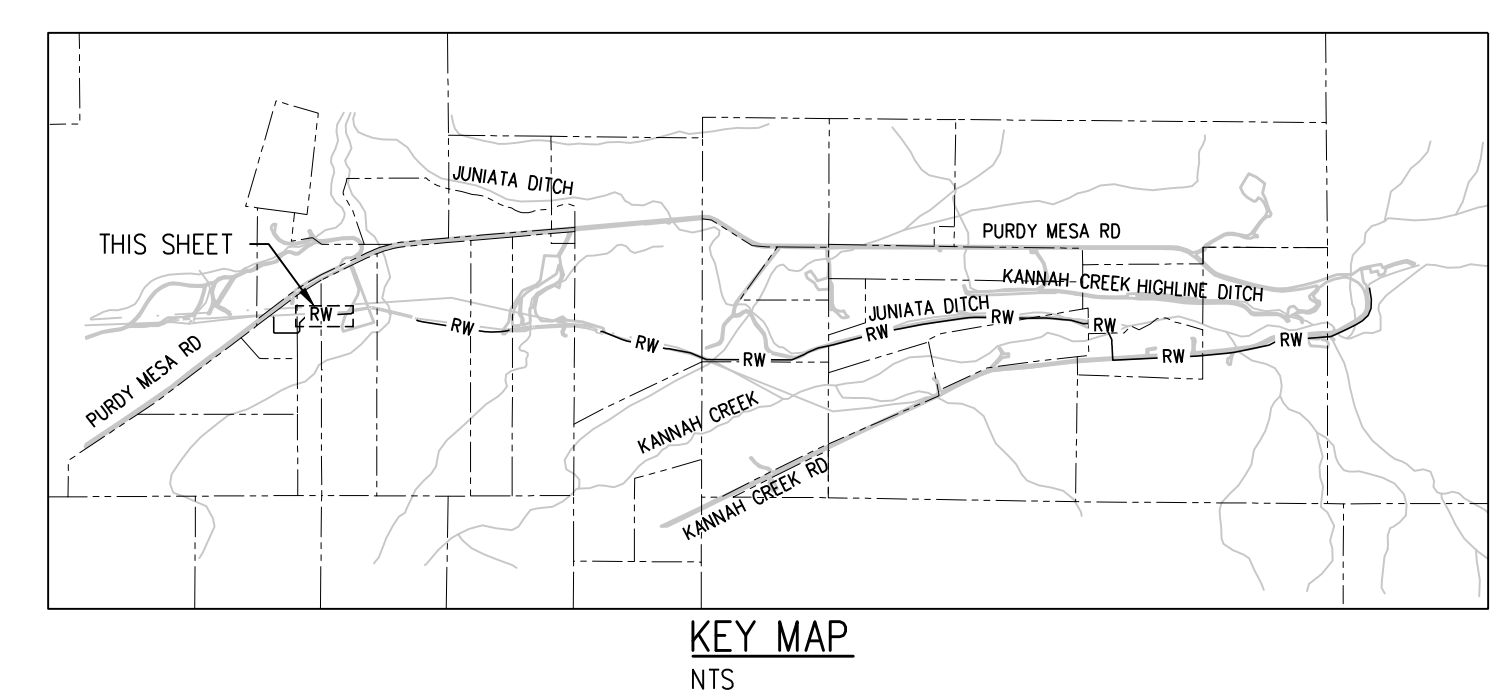 JUNIATA DITCH
THIS SHEET
PURDY MESA RD
KANNAH CREEK HIGHLINE DITCH
JUNIATA DITCH
RW
RW
RW
RW
RW
RW
RW
RW
RW
PURDY MESA RD
KANNAH CREEK
KANNAH CREEK RD
KEY MAP
NTS